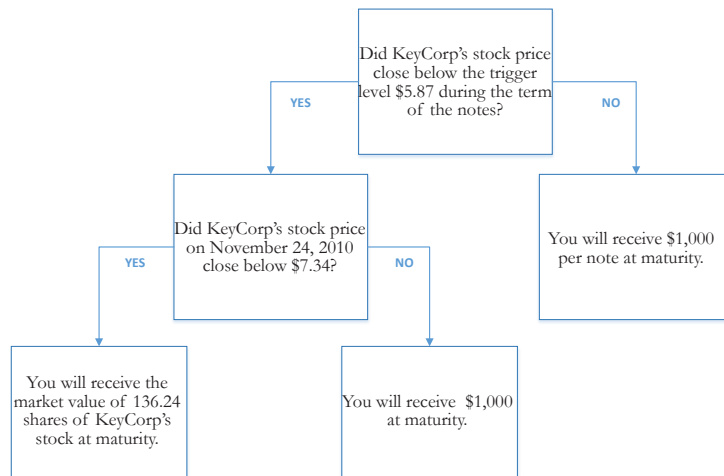 Did KeyCorp’s stock price
close below the trigger
level $5.87 during the term
of the notes?
YES
NO
Did KeyCorp’s stock price
on November 24, 2010
close below $7.34?
You will receive $1,000
per note at maturity.
YES
NO
You will receive the
market value of 136.24
shares of KeyCorp’s
stock at maturity.
You will receive $1,000
at maturity.